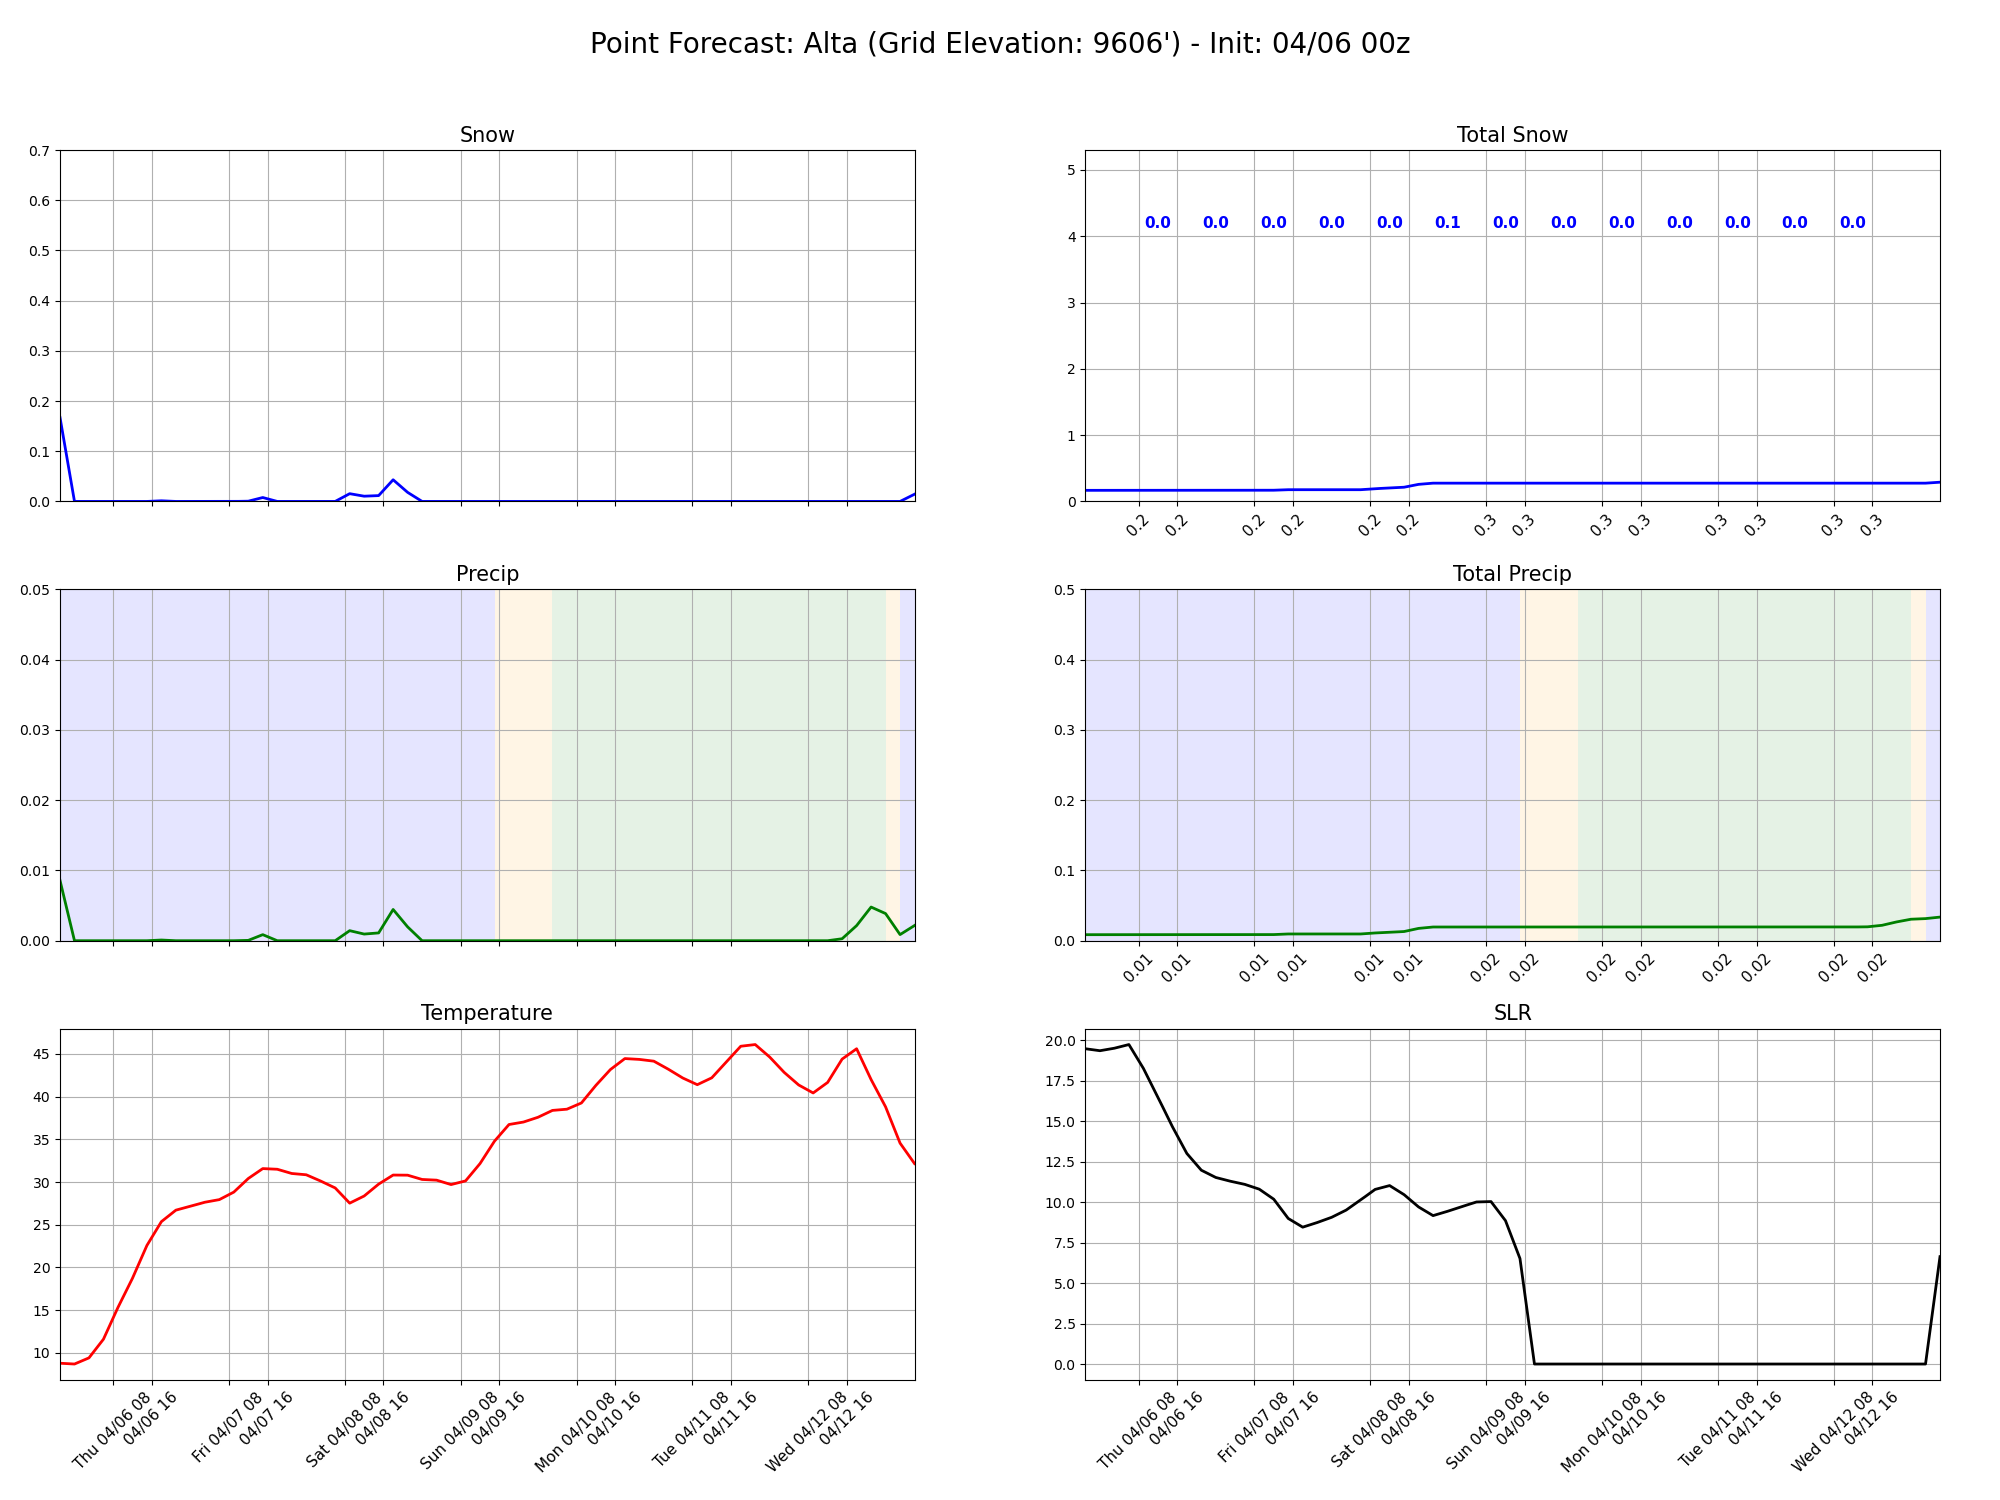 Point Forecast: Alta (Grid Elevation: 9606') - Init: 04/06 00z
Snow
0.7
0.6
0.5
0.4
0.3
0.2
0.1
0.0
Total Snow
5
4
3
2
1
0
0.0 0.0 0.0 0.0 0.0 0.1 0.0 0.0 0.0 0.0 0.0 0.0 0.0
0.2 0.2 0.2 0.2 0.2 0.2 0.3 0.3 0.3 0.3 0.3 0.3 0.3 0.3
Precip
0.05
0.04
0.03
0.02
0.01
0.00
Total Precip
0.5
0.4
0.3
0.2
0.1
0.0
0.01 0.01 0.01 0.01 0.01 0.01 0.02 0.02 0.02 0.02 0.02 0.02 0.02 0.02
Temperature
45
40
35
30
25
20
15
10
Thu 04/06 08
04/06 16
Fri 04/07 08
04/07 16
Sat 04/08 08
04/08 16
Sun 04/09 08
04/09 16
Mon 04/10 08
04/10 16
Tue 04/11 08
04/11 16
Wed 04/12 08
04/12 16
SLR
20.0
17.5
15.0
12.5
10.0
7.5
5.0
2.5
0.0
Thu 04/06 08
04/06 16
Fri 04/07 08
04/07 16
Sat 04/08 08
04/08 16
Sun 04/09 08
04/09 16
Mon 04/10 08
04/10 16
Tue 04/11 08
04/11 16
Wed 04/12 08
04/12 16